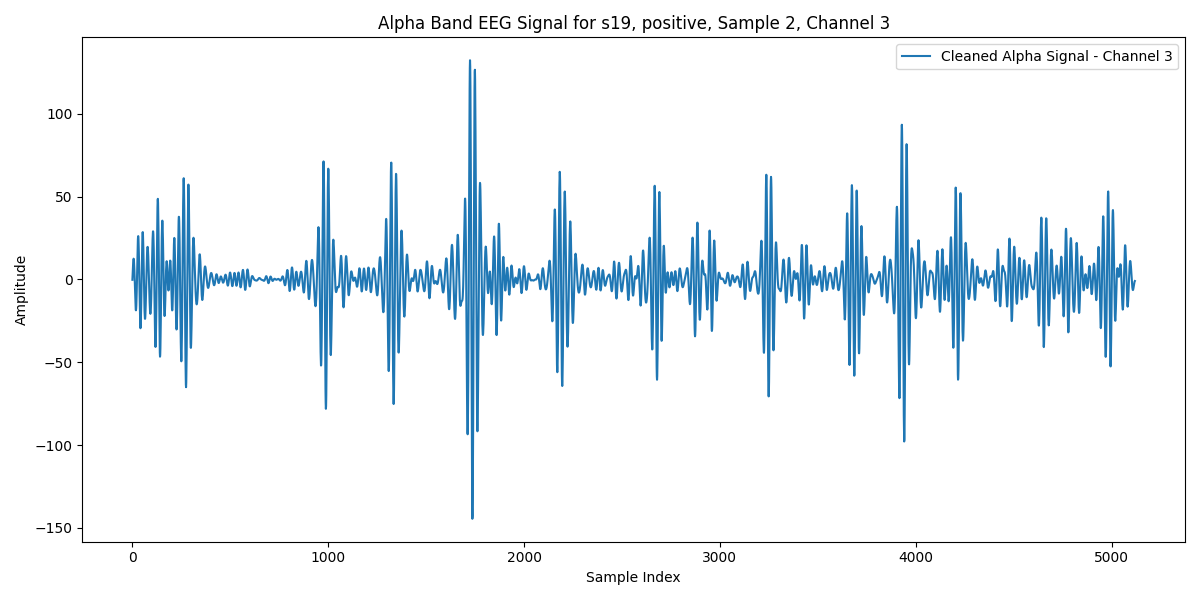 Alpha Band EEG Signal for s19, positive, Sample 2, Channel 3
Cleaned Alpha Signal - Channel 3
Amplitude
100
50
0
−50
−100
−150
0 1000 2000 3000 4000 5000
Sample Index